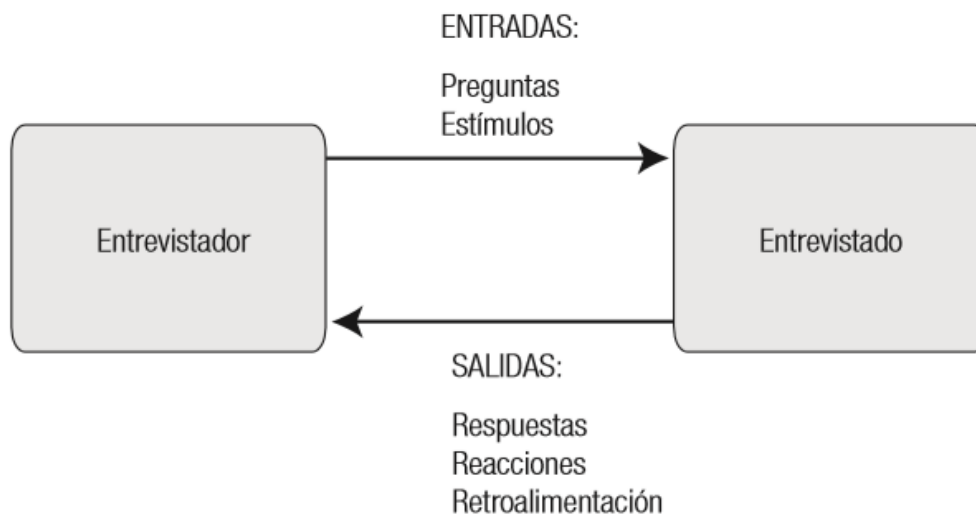 ENTRADAS:
Preguntas
Estímulos
Entrevistador
Entrevistado
SALIDAS:
Respuestas
Reacciones
Retroalimentación